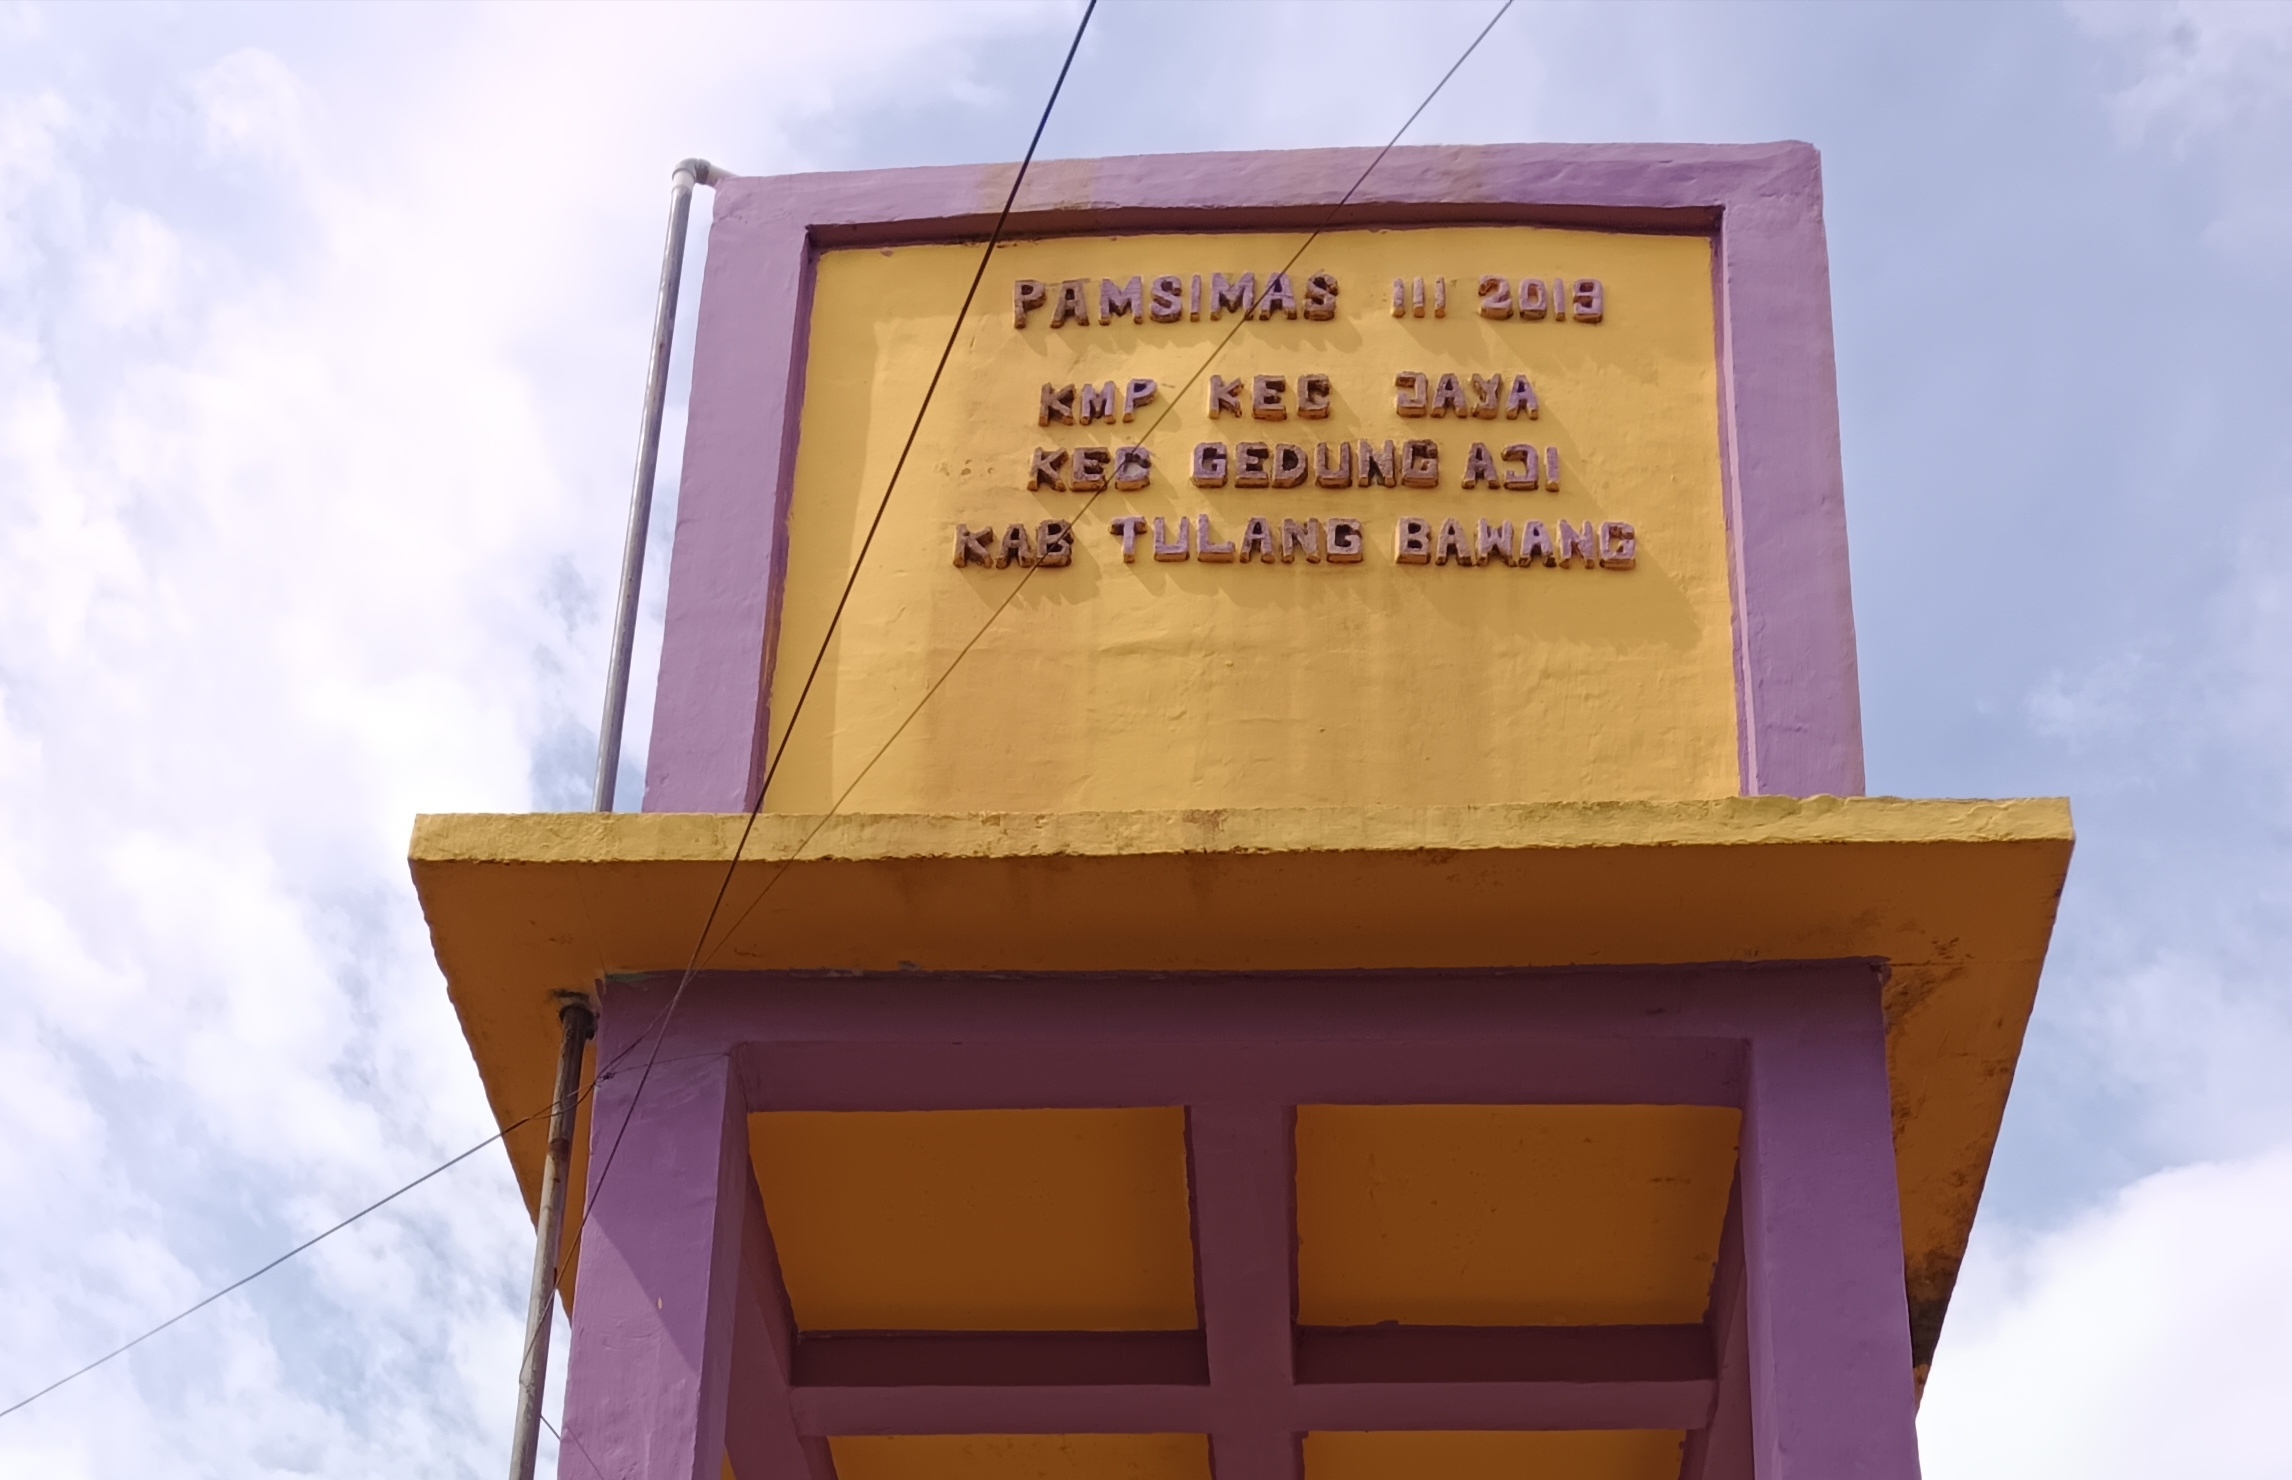 PAMSIMAS III 2019
KMP KEC JAYA
KEC GEDUNG AJI
KAB TULANG BAWANG